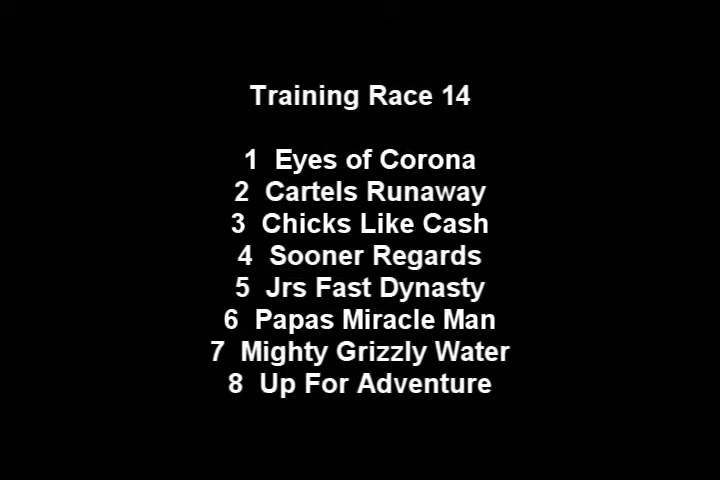 Training Race 14
1 Eyes of Corona
2 Cartels Runaway
3 Chicks Like Cash
4 Sooner Regards
5 Jrs Fast Dynasty
6 Papas Miracle Man
7 Mighty Grizzly Water
8 Up For Adventure